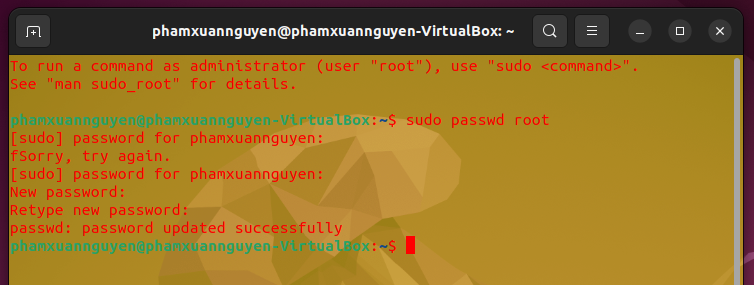 phamxuannguyen@phamxuannguyen-VirtualBox: ~
To run a command as administrator (user "root"), use "sudo <command>".
See "man sudo_root" for details.
phamxuannguyen@phamxuannguyen-VirtualBox:~$ sudo passwd root
[sudo] password for phamxuannguyen:
fSorry, try again.
[sudo] password for phamxuannguyen:
New password:
Retype new password:
passwd: password updated successfully
phamxuannguyen@phamxuannguyen-VirtualBox:~$